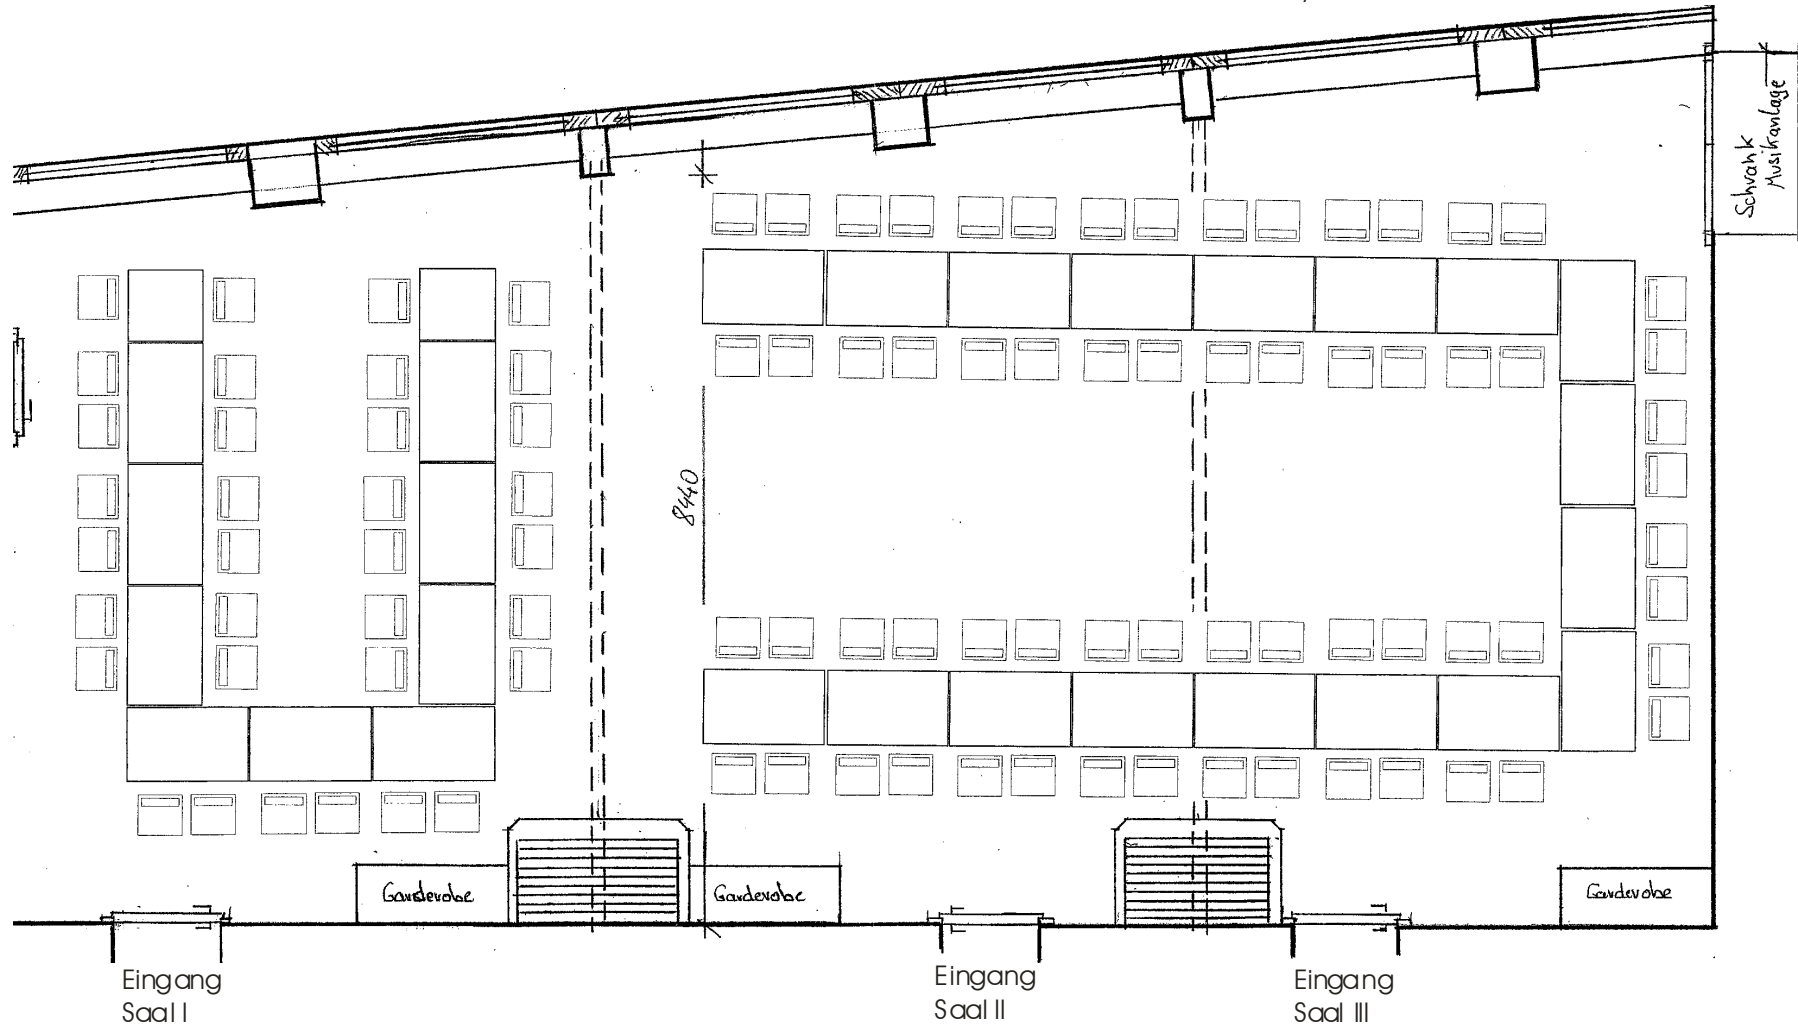 Schrank
Musikanlage
8440
Garderobe
Garderobe
Garderobe
Eingang
Saal I
Eingang
Saal II
Eingang
Saal III